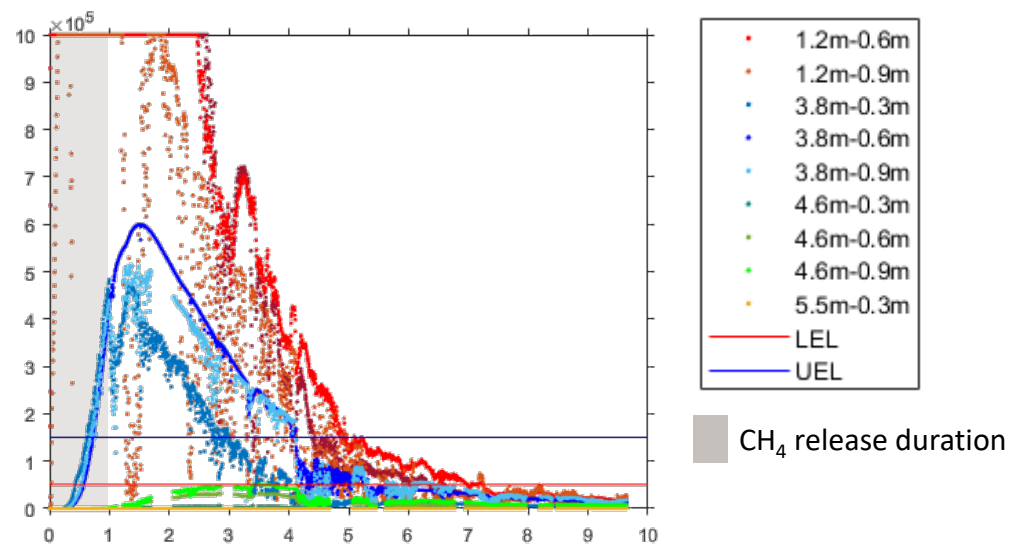 ×10⁵
10
9
8
7
6
5
4
3
2
1
0
0 1 2 3 4 5 6 7 8 9 10
1.2m-0.6m
1.2m-0.9m
3.8m-0.3m
3.8m-0.6m
3.8m-0.9m
4.6m-0.3m
4.6m-0.6m
4.6m-0.9m
5.5m-0.3m
LEL
UEL
CH₄ release duration